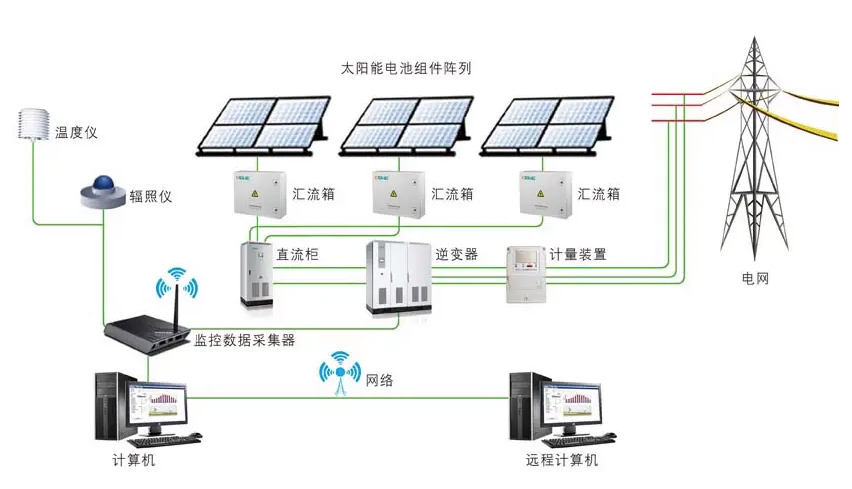 太阳能电池组件阵列
温度仪
辐照仪
汇流箱
汇流箱
汇流箱
直流柜
逆变器
计量装置
电网
监控数据采集器
网络
计算机
远程计算机